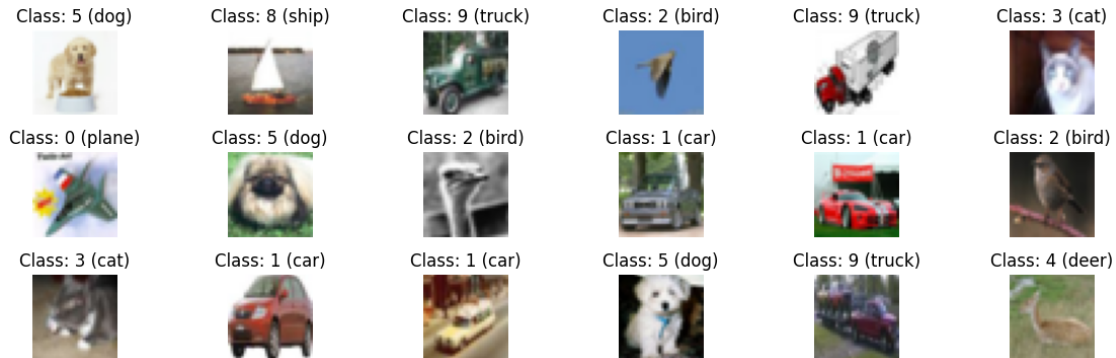 Class: 5 (dog) Class: 8 (ship) Class: 9 (truck) Class: 2 (bird) Class: 9 (truck) Class: 3 (cat)
Class: 0 (plane) Class: 5 (dog) Class: 2 (bird) Class: 1 (car) Class: 1 (car) Class: 2 (bird)
Class: 3 (cat) Class: 1 (car) Class: 1 (car) Class: 5 (dog) Class: 9 (truck) Class: 4 (deer)